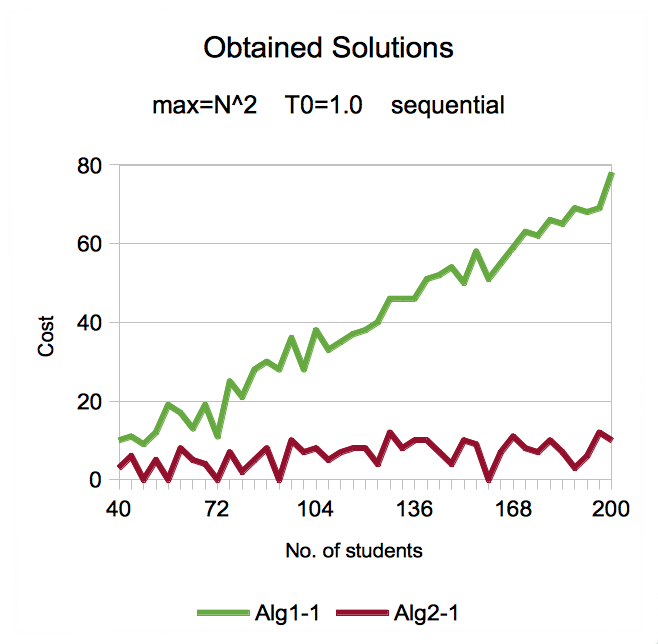 Obtained Solutions
max=N^2 T0=1.0 sequential
80
60
40
20
0
Cost
40 72 104 136 168 200
No. of students
Alg1-1 Alg2-1